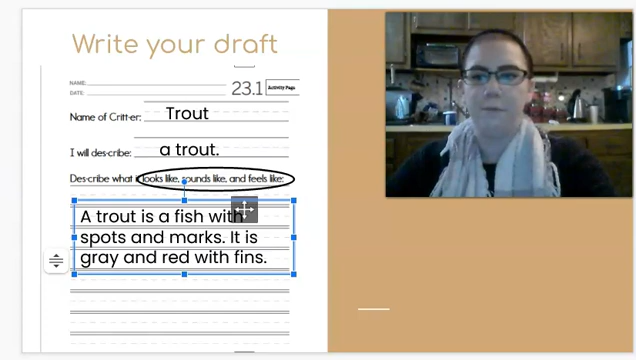 Write your draft
NAME:
DATE:
23.1 Activity Page
Name of Critter: Trout
I will describe: a trout.
Describe what it looks like, sounds like, and feels like:
A trout is a fish with
spots and marks. It is
gray and red with fins.